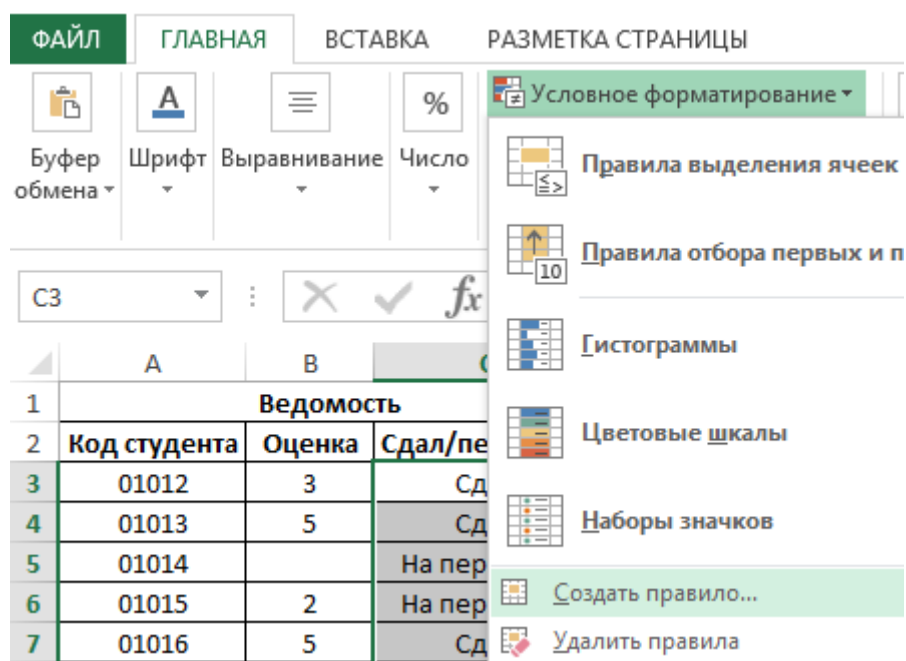 ФАЙЛ ГЛАВНАЯ ВСТАВКА РАЗМЕТКА СТРАНИЦЫ
A % Условное форматирование
Буфер обмена Шрифт Выравнивание Число
Правила выделения ячеек
≤>
Правила отбора первых и п
10
C3 fx
Гистограммы
A B
1 Ведомость
Цветовые шкалы
2 Код студента Оценка Сдал/пе
3 01012 3 Сд
4 01013 5 Сд
Наборы значков
5 01014 На пер
6 01015 2 На пер
Создать правило...
7 01016 5 Сд
Удалить правила